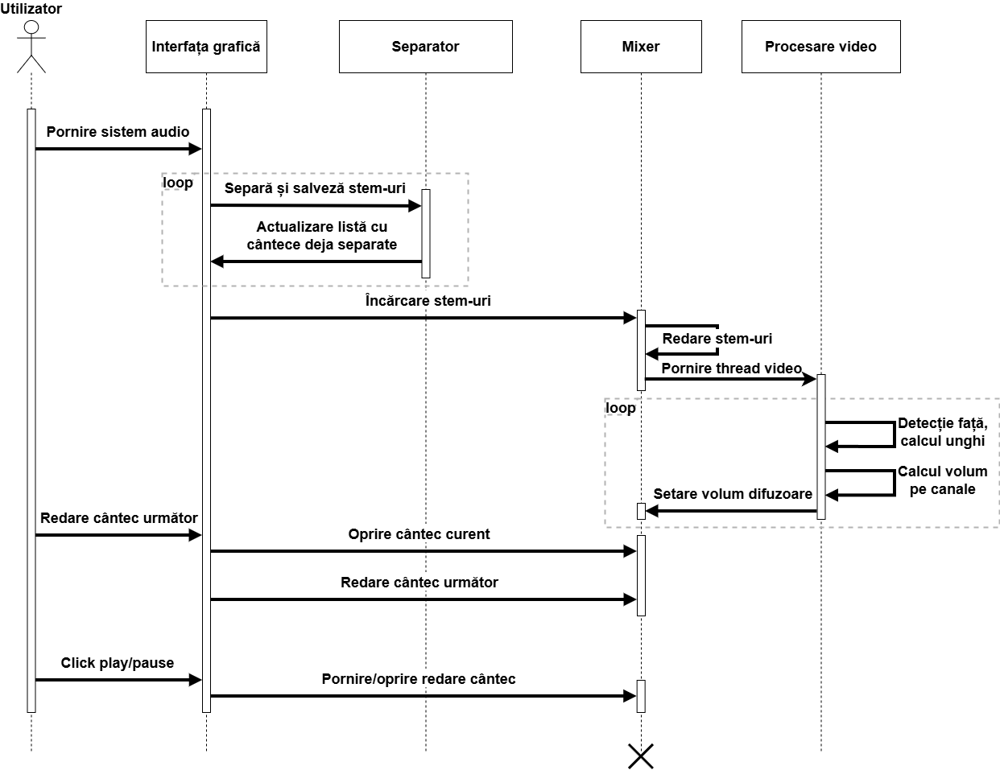 Utilizator
Interfața grafică
Separator
Mixer
Procesare video
Pornire sistem audio
loop
Separă și salveză stem-uri
Actualizare listă cu
cântece deja separate
Încărcare stem-uri
Redare stem-uri
Pornire thread video
loop
Detecție față,
calcul unghi
Calcul volum
pe canale
Setare volum difuzoare
Redare cântec următor
Oprire cântec curent
Redare cântec următor
Click play/pause
Pornire/oprire redare cântec